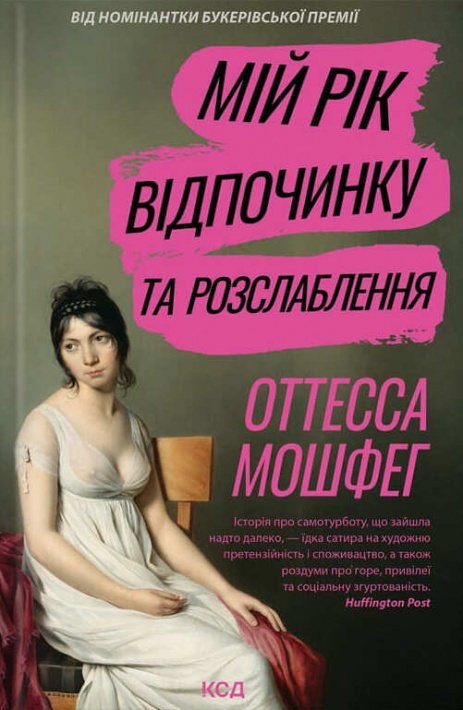 ВІД НОМІНАНТКИ БУКЕРІВСЬКОЇ ПРЕМІЇ
МІЙ РІК
ВІДПОЧИНКУ
ТА РОЗСЛАБЛЕННЯ
ОТТЕССА
МОШФЕГ
Історія про самотурботу, що зайшла
надто далеко, — їдка сатира на художню
претензійність і споживацтво, а також
роздуми про горе, привілеї
та соціальну згуртованість.
Huffington Post
КСД